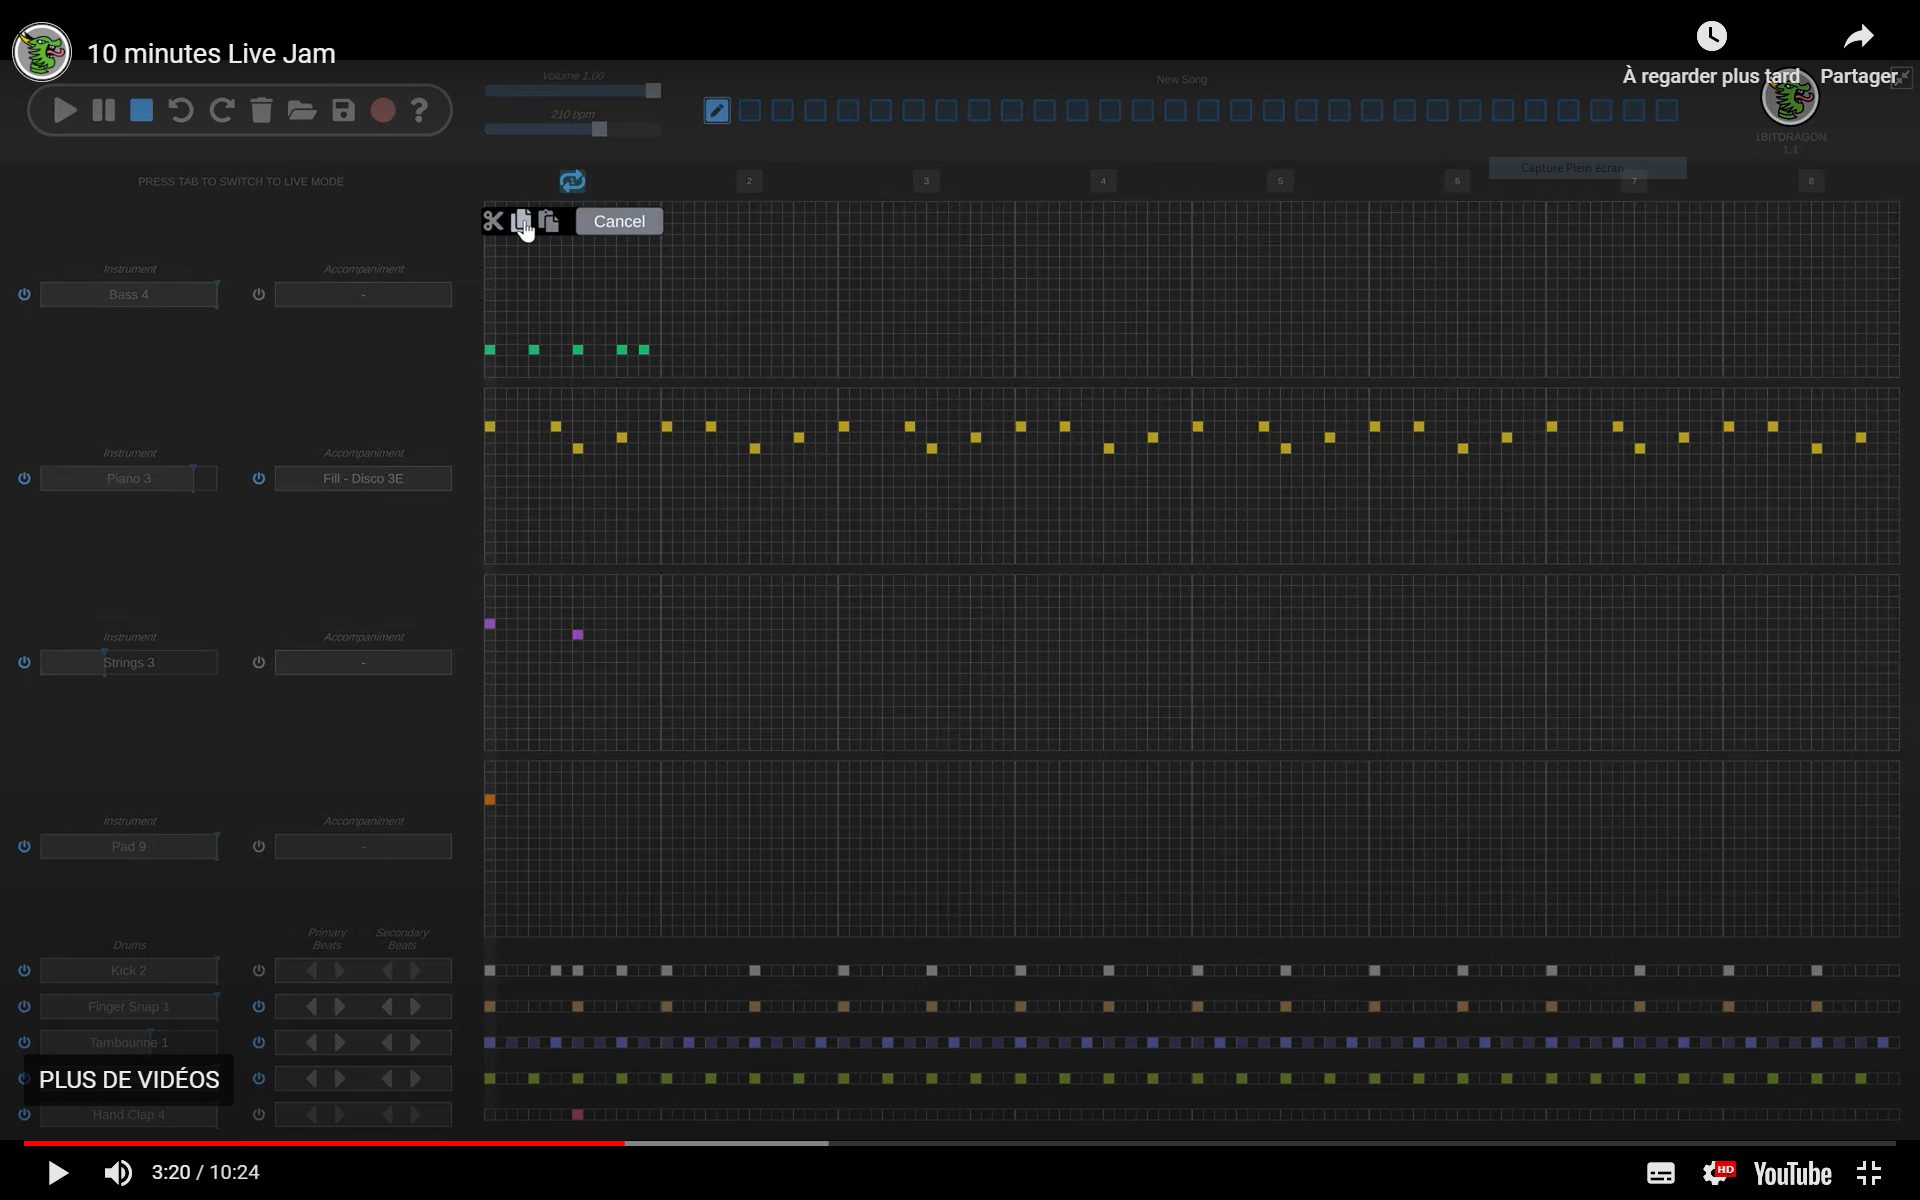 10 minutes Live Jam
À regarder plus tard
Partager
Volume 1,00
New Song
210 bpm
1BITDRAGON
1.1
Capture Plein écran
PRESS TAB TO SWITCH TO LIVE MODE
1 2 3 4 5 6 7 8
Cancel
Instrument Accompaniment
Bass 4 -
Instrument Accompaniment
Piano 3 Fill - Disco 3E
Instrument Accompaniment
Strings 3 -
Instrument Accompaniment
Pad 9 -
Drums Primary Beats Secondary Beats
Kick 2
Finger Snap 1
Tambourine 1
PLUS DE VIDÉOS
Hand Clap 4
3:20 / 10:24
HD
YouTube